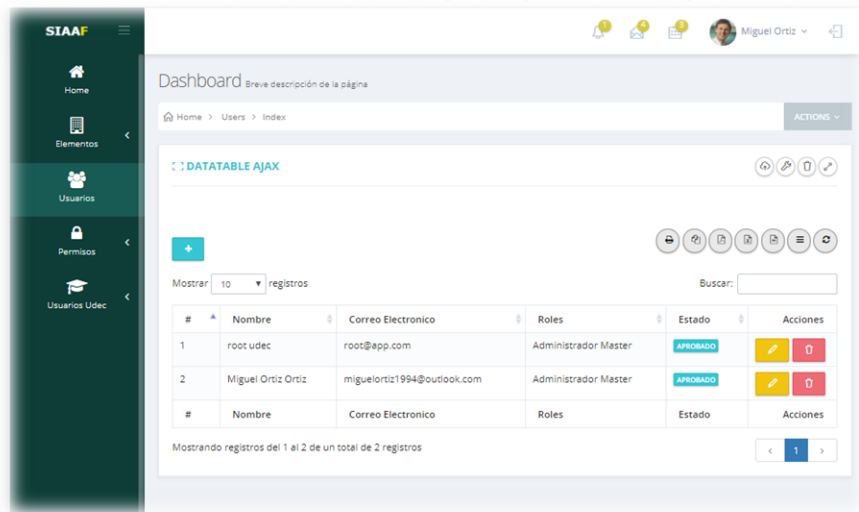 SIAAF
1
4
3
Miguel Ortiz
Home
Elementos
Usuarios
Permisos
Usuarios Udec
Dashboard Breve descripción de la página
Home > Users > Index
ACTIONS
DATATABLE AJAX
+
Mostrar 10 registros
Buscar:
# Nombre Correo Electronico Roles Estado Acciones
1 root udec root@app.com Administrador Master APROBADO
2 Miguel Ortiz Ortiz miguelortiz1994@outlook.com Administrador Master APROBADO
# Nombre Correo Electronico Roles Estado Acciones
Mostrando registros del 1 al 2 de un total de 2 registros
< 1 >